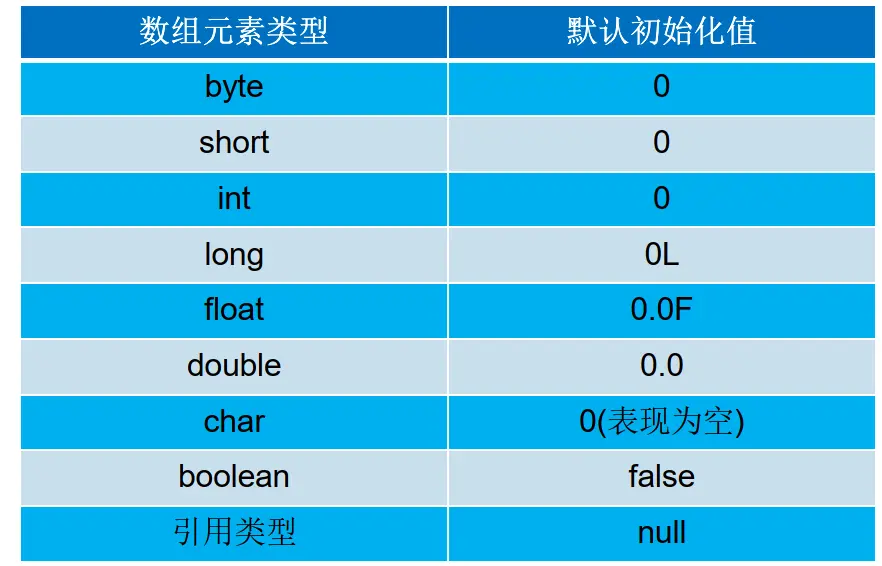 数组元素类型 默认初始化值
byte 0
short 0
int 0
long 0L
float 0.0F
double 0.0
char 0(表现为空)
boolean false
引用类型 null